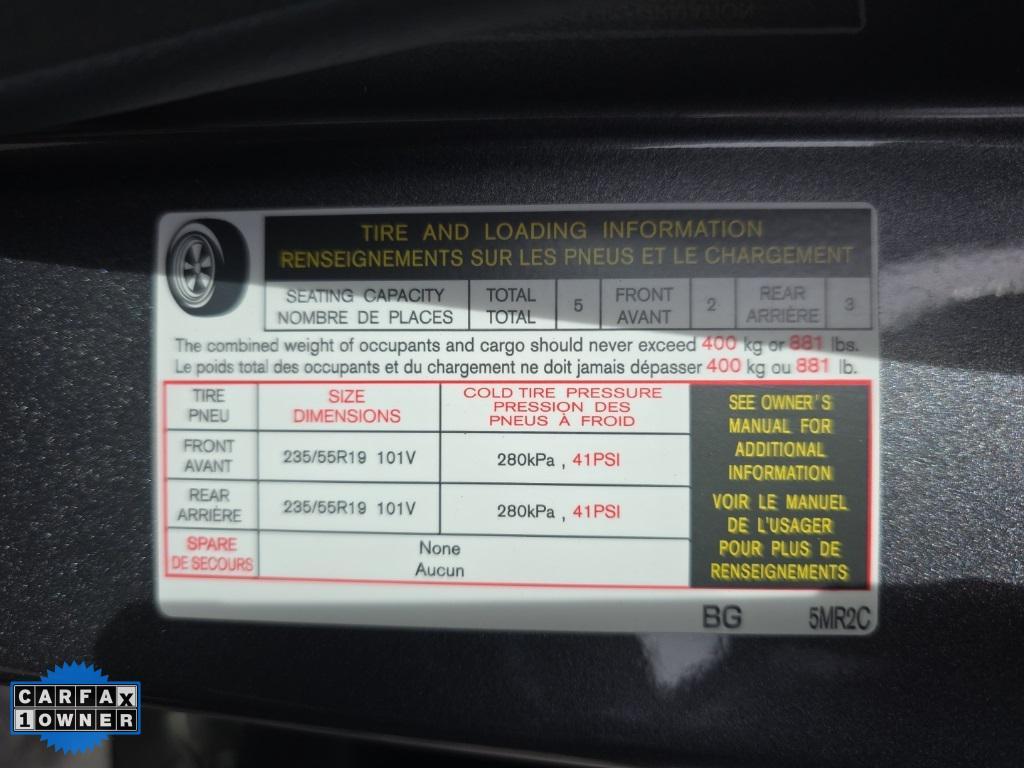 TIRE AND LOADING INFORMATION
RENSEIGNEMENTS SUR LES PNEUS ET LE CHARGEMENT
SEATING CAPACITY
NOMBRE DE PLACES
TOTAL
TOTAL
5
FRONT
AVANT
2
REAR
ARRIÈRE
3
The combined weight of occupants and cargo should never exceed 400 kg or 881 lbs.
Le poids total des occupants et du chargement ne doit jamais dépasser 400 kg ou 881 lb.
TIRE
PNEU
SIZE
DIMENSIONS
COLD TIRE PRESSURE
PRESSION DES
PNEUS À FROID
FRONT
AVANT
235/55R19 101V
280kPa , 41PSI
REAR
ARRIÈRE
235/55R19 101V
280kPa , 41PSI
SPARE
DE SECOURS
None
Aucun
SEE OWNER'S
MANUAL FOR
ADDITIONAL
INFORMATION
VOIR LE MANUEL
DE L'USAGER
POUR PLUS DE
RENSEIGNEMENTS
BG 5MR2C
CARFAX
1 OWNER